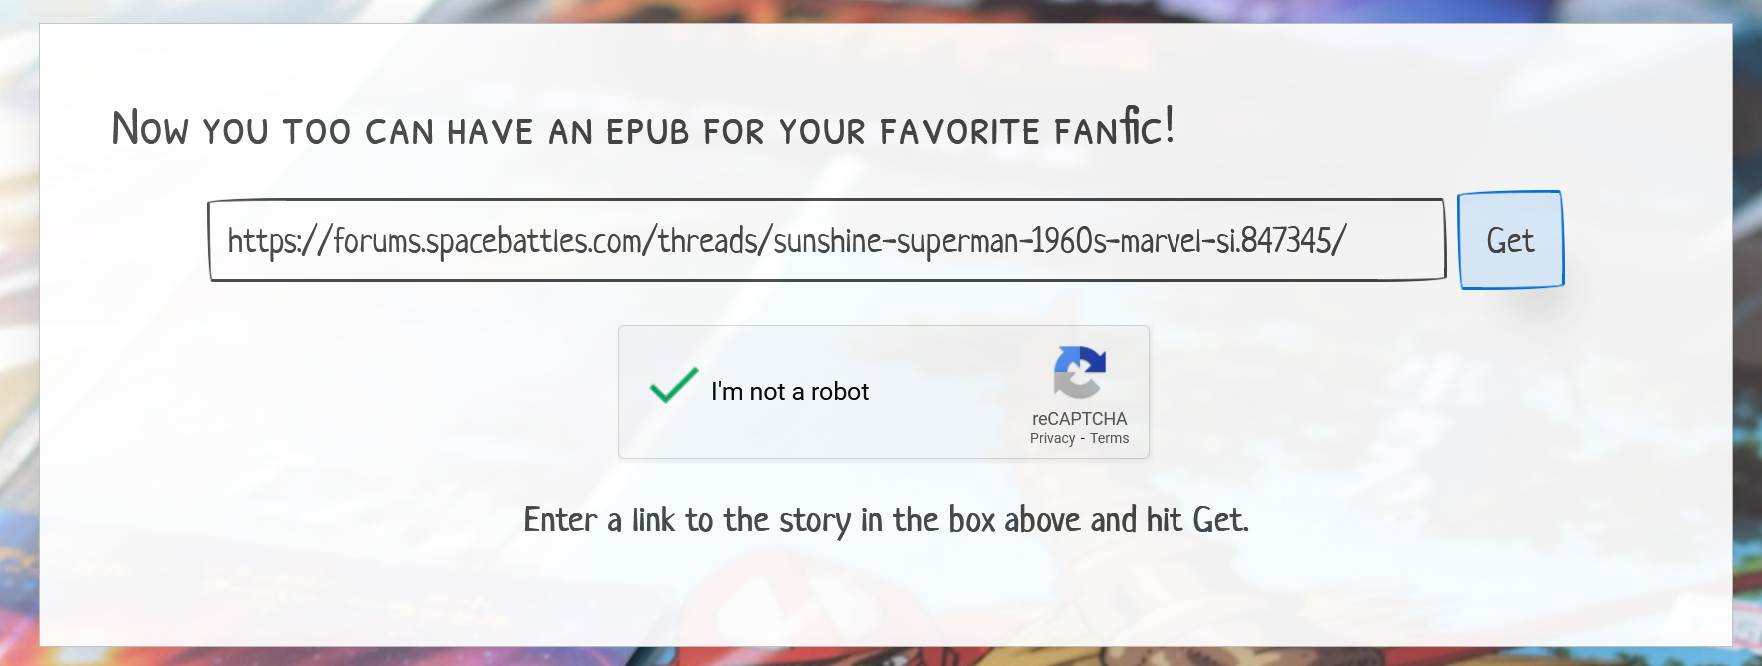 Now you too can have an epub for your favorite fanfic!
https://forums.spacebattles.com/threads/sunshine-superman-1960s-marvel-si.847345/
Get
I'm not a robot
reCAPTCHA
Privacy - Terms
Enter a link to the story in the box above and hit Get.